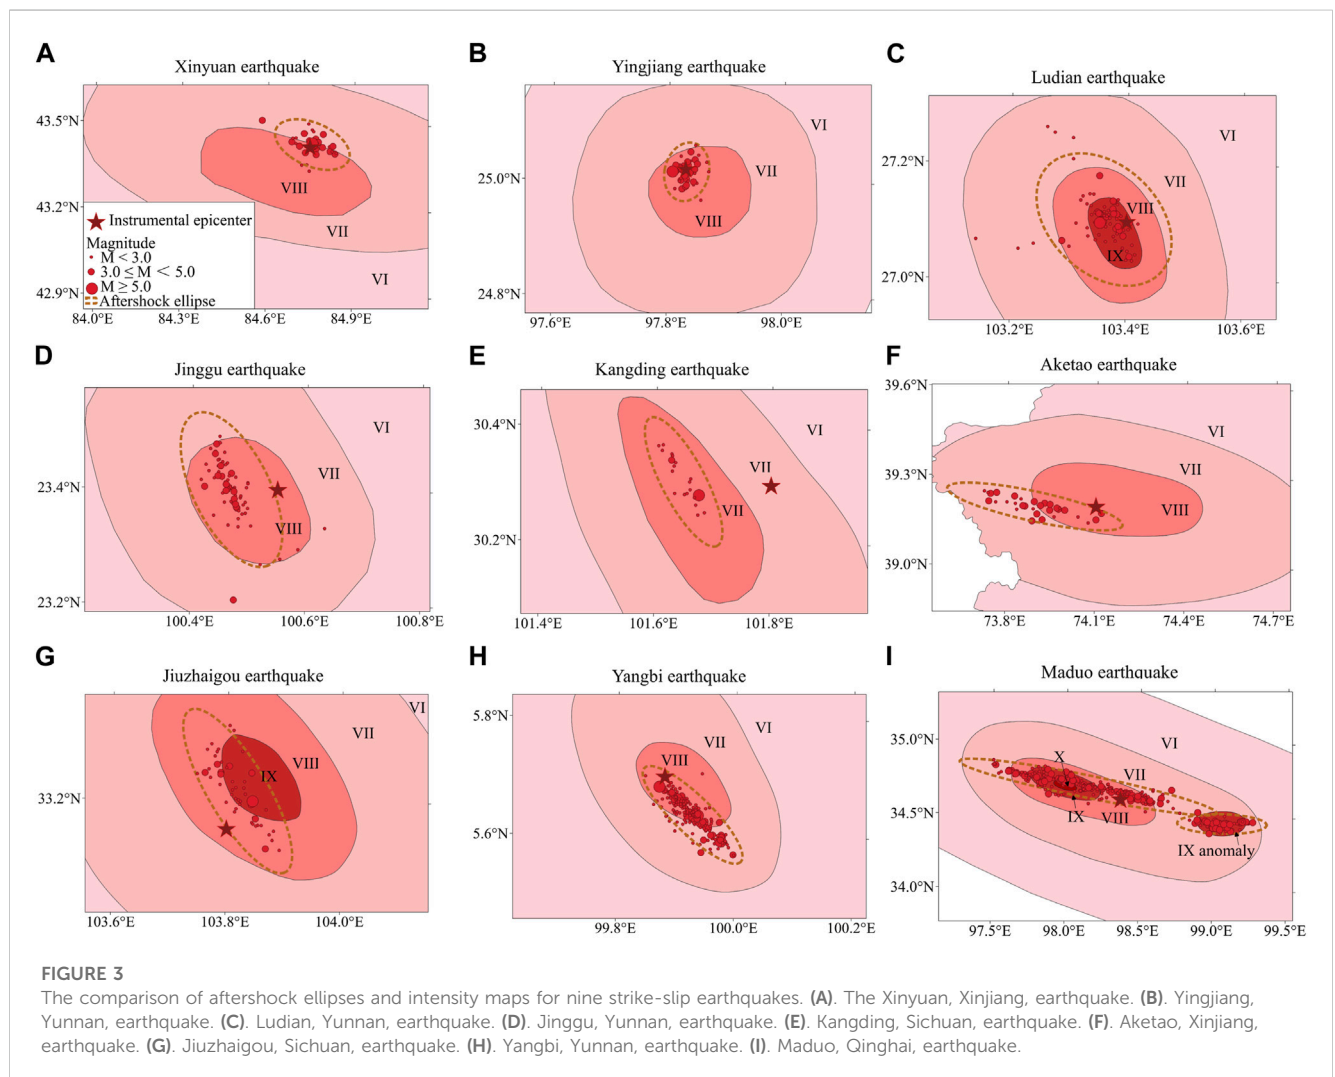 A
Xinyuan earthquake
43.5°N
43.2°N
42.9°N
VIII
VII
VI
Instrumental epicenter
Magnitude
M < 3.0
3.0 ≤ M < 5.0
M ≥ 5.0
Aftershock ellipse
84.0°E 84.3°E 84.6°E 84.9°E
B
Yingjiang earthquake
VI
VII
VIII
25.0°N
24.8°N
97.6°E 97.8°E 98.0°E
C
Ludian earthquake
VI
VII
VIII
IX
27.2°N
27.0°N
103.2°E 103.4°E 103.6°E
D
Jinggu earthquake
VI
VII
VIII
23.4°N
23.2°N
100.4°E 100.6°E 100.8°E
E
Kangding earthquake
VI
VII
VII
30.4°N
30.2°N
101.4°E 101.6°E 101.8°E
F
Aketao earthquake
39.6°N
VI
39.3°N
VII
VIII
39.0°N
73.8°E 74.1°E 74.4°E 74.7°E
G
Jiuzhaigou earthquake
VI
VII
VIII
IX
33.2°N
103.6°E 103.8°E 104.0°E
H
Yangbi earthquake
5.8°N
VI
VII
VIII
5.6°N
99.8°E 100.0°E 100.2°E
I
Maduo earthquake
35.0°N
VI
X
VII
34.5°N
IX
VIII
IX anomaly
34.0°N
97.5°E 98.0°E 98.5°E 99.0°E 99.5°E
FIGURE 3
The comparison of aftershock ellipses and intensity maps for nine strike-slip earthquakes. (A). The Xinyuan, Xinjiang, earthquake. (B). Yingjiang,
Yunnan, earthquake. (C). Ludian, Yunnan, earthquake. (D). Jinggu, Yunnan, earthquake. (E). Kangding, Sichuan, earthquake. (F). Aketao, Xinjiang,
earthquake. (G). Jiuzhaigou, Sichuan, earthquake. (H). Yangbi, Yunnan, earthquake. (I). Maduo, Qinghai, earthquake.